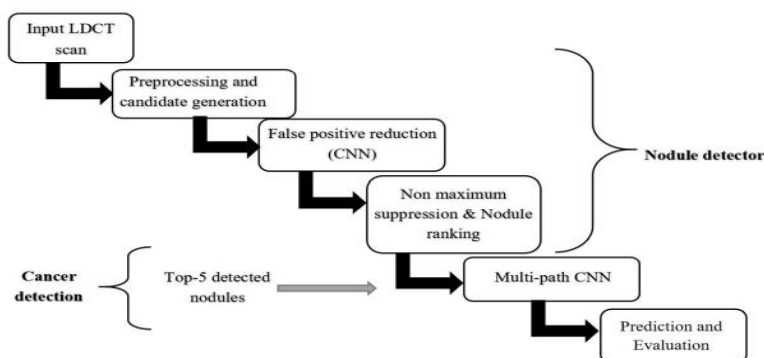 Input LDCT
scan
Preprocessing and
candidate generation
False positive reduction
(CNN)
Nodule detector
Non maximum
suppression & Nodule
ranking
Cancer
detection
Top-5 detected
nodules
Multi-path CNN
Prediction and
Evaluation